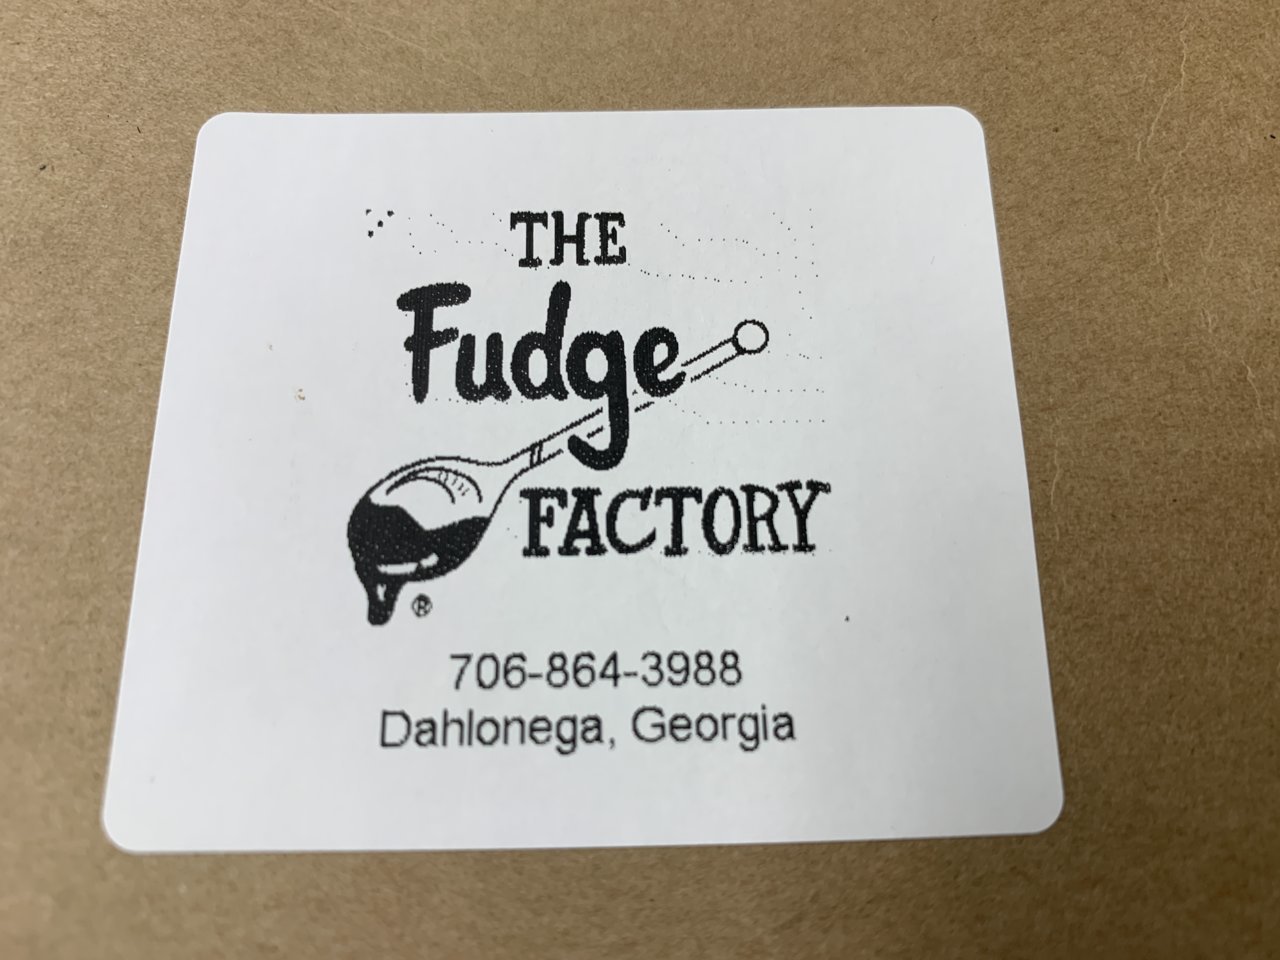 THE
Fudge
FACTORY
®
706-864-3988
Dahlonega, Georgia